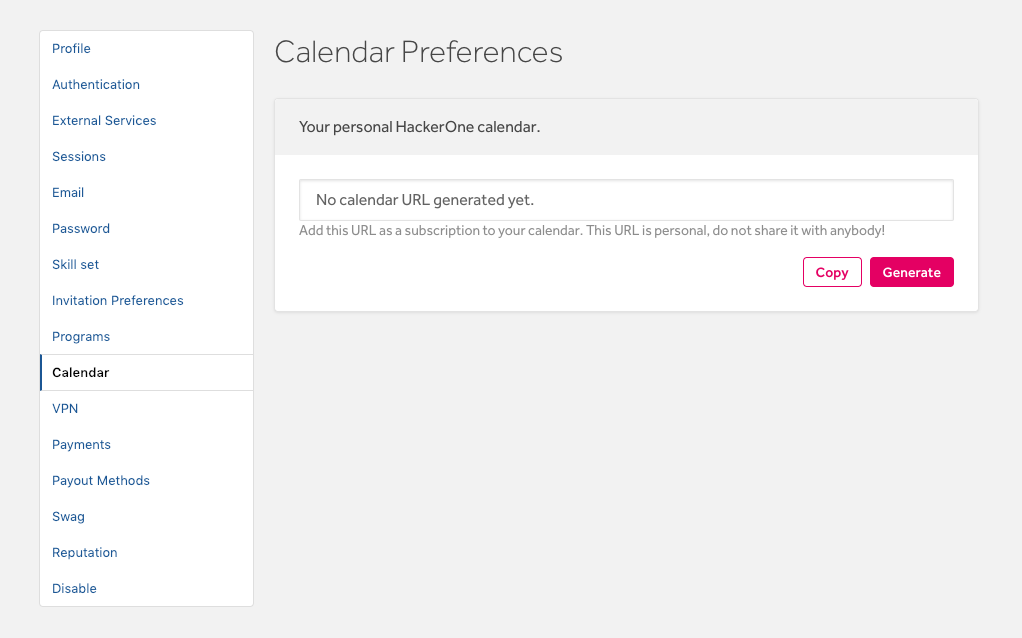 Profile
Authentication
External Services
Sessions
Email
Password
Skill set
Invitation Preferences
Programs
Calendar
VPN
Payments
Payout Methods
Swag
Reputation
Disable
Calendar Preferences
Your personal HackerOne calendar.
No calendar URL generated yet.
Add this URL as a subscription to your calendar. This URL is personal, do not share it with anybody!
Copy
Generate